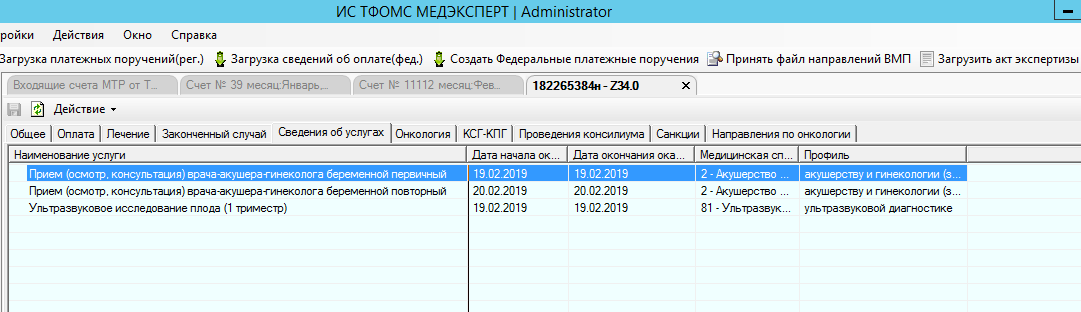 ИС ТФОМС МЕДЭКСПЕРТ | Administrator
ройки Действия Окно Справка
Загрузка платежных поручений(рег.) Загрузка сведений об оплате(фед.) Создать Федеральные платежные поручения Принять файл направлений ВМП Загрузить акт экспертизы
Входящие счета МТР от Т... Счет № 39 месяц:Январь,... Счет № 11112 месяц:Фев... 182265384н - Z34.0
Действие
Общее Оплата Лечение Законченный случай Сведения об услугах Онкология КСГ-КПГ Проведения консилиума Санкции Направления по онкологии
Наименование услуги Дата начала ок... Дата окончания ока... Медицинская сп... Профиль
Прием (осмотр, консультация) врача-акушера-гинеколога беременной первичный 19.02.2019 19.02.2019 2 - Акушерство ... акушерству и гинекологии (з...
Прием (осмотр, консультация) врача-акушера-гинеколога беременной повторный 20.02.2019 20.02.2019 2 - Акушерство ... акушерству и гинекологии (з...
Ультразвуковое исследование плода (1 триместр) 19.02.2019 19.02.2019 81 - Ультразвук... ультразвуковой диагностике